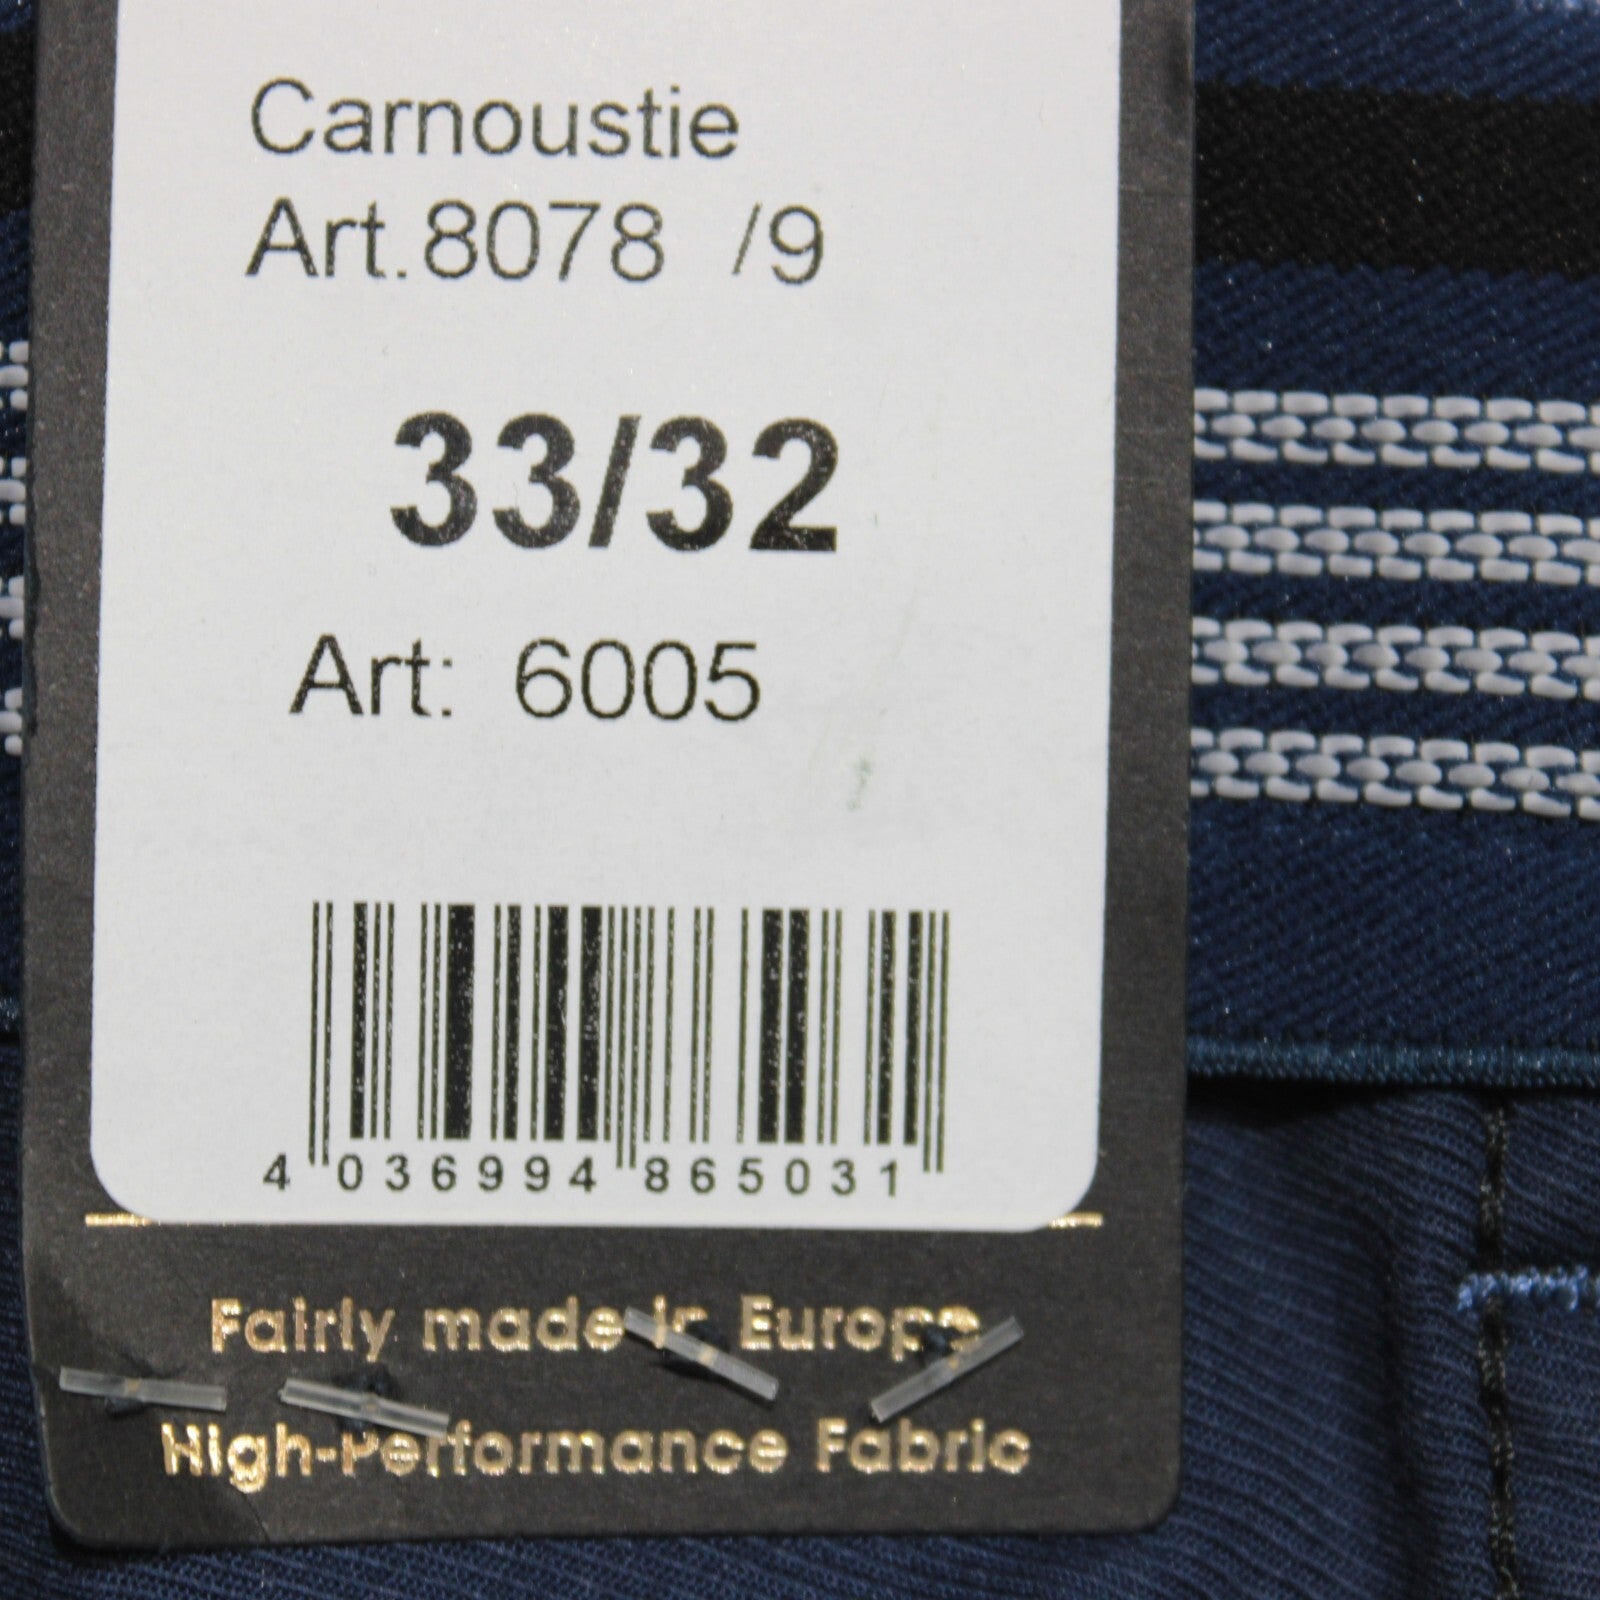 Carnoustie
Art.8078 /9
33/32
Art: 6005
4 036994 865031
Fairly made in Europe
High-Performance Fabric